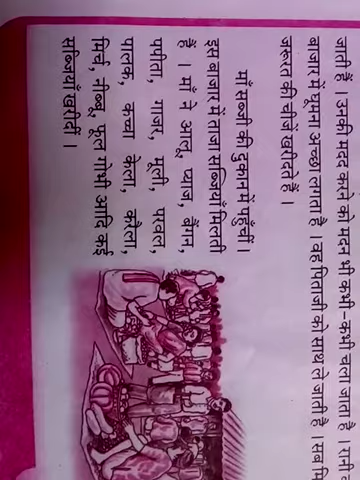 जाती हैं । उनकी मदद करने को मदन भी कभी-कभी चला जाता है । रानी
बाजार में घूमना अच्छा लगता है । वह पिताजी को साथ ले जाती है । सब
जरूरत की चीजें खरीदते हैं ।
माँ सब्जी की दुकान में पहुँचीं ।
इस बाजार में ताजा सब्जियाँ मिलती
हैं । माँ ने आलू, प्याज, बैंगन,
पपीता, गाजर, मूली, परवल,
पालक, कच्चा केला, करैला,
मिर्च, नीम्बू, फूल गोभी आदि कई
सब्जियाँ खरीदीं ।